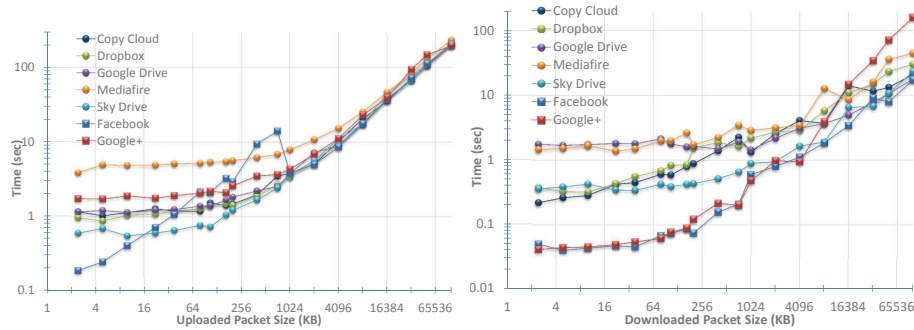 Copy Cloud
Dropbox
Google Drive
Mediafire
Sky Drive
Facebook
Google+
Time (sec)
100
10
1
0.1
1 4 16 64 256 1024 4096 16384 65536
Uploaded Packet Size (KB)
Copy Cloud
Dropbox
Google Drive
Mediafire
Sky Drive
Facebook
Google+
Time (sec)
100
10
1
0.1
0.01
1 4 16 64 256 1024 4096 16384 65536
Downloaded Packet Size (KB)